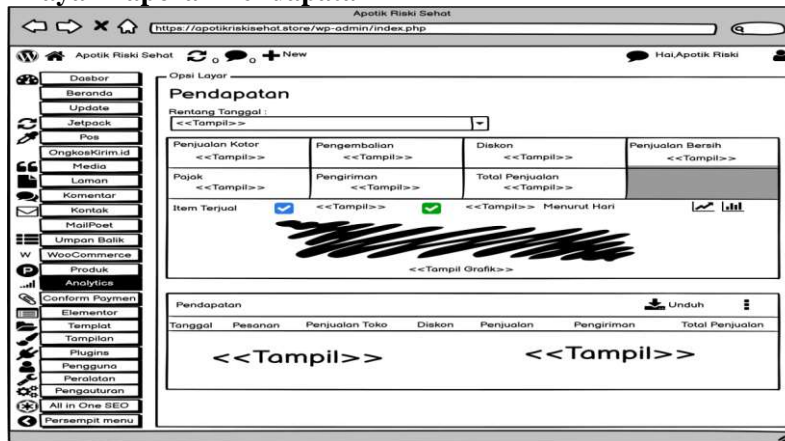 Apotik Riski Sehat
https://apotikriskisehat.store/wp-admin/index.php
Apotik Riski Sehat 0 0 New
Hai,Apotik Riski
Dasbor
Beranda
Update
Jetpack
Pos
OngkosKirim.id
Media
Laman
Komentar
Kontak
MailPoet
Umpan Balik
WooCommerce
Produk
Analytics
Conform Paymen
Elementor
Templat
Tampilan
Plugins
Pengguna
Peralatan
Pengauturan
All in One SEO
Persempit menu
Opsi Layar
Pendapatan
Rentang Tanggal :
<<Tampil>>
Penjualan Kotor
<<Tampil>>
Pengembalian
<<Tampil>>
Diskon
<<Tampil>>
Penjualan Bersih
<<Tampil>>
Pajak
<<Tampil>>
Pengiriman
<<Tampil>>
Total Penjualan
<<Tampil>>
Item Terjual <<Tampil>> <<Tampil>> Menurut Hari
<<Tampil Grafik>>
Pendapatan Unduh
Tanggal Pesanan Penjualan Toko Diskon Penjualan Pengiriman Total Penjualan
<<Tampil>> <<Tampil>>